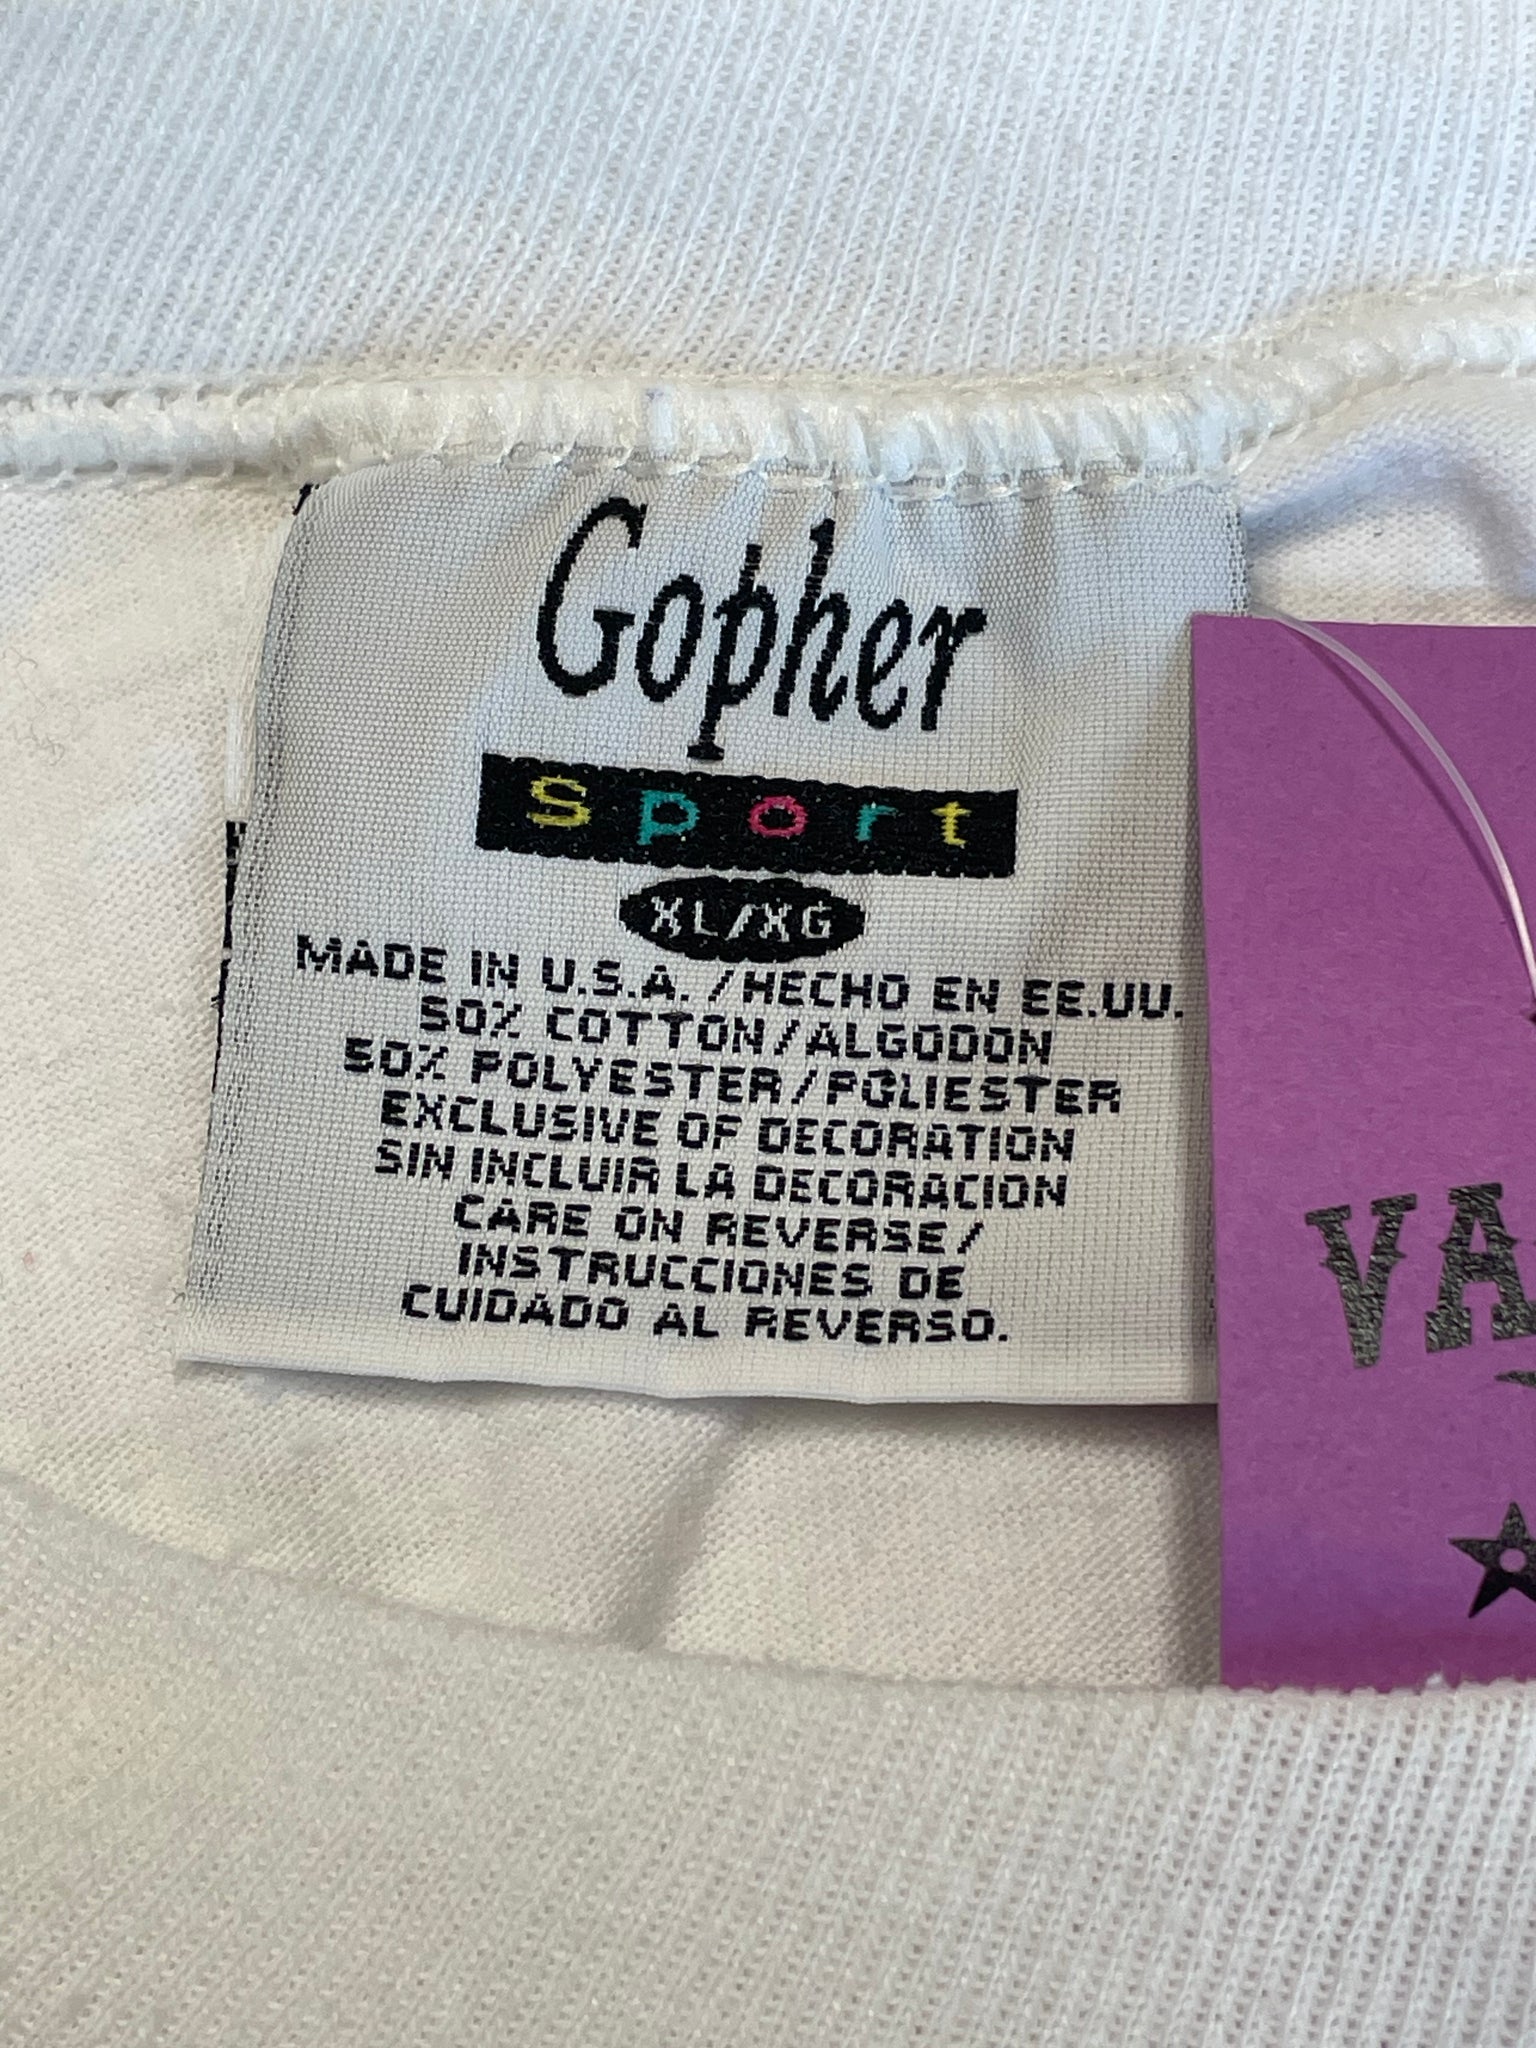 Gopher
Sport
XL/XG
MADE IN U.S.A. /HECHO EN EE.UU.
50% COTTON/ALGODON
50% POLYESTER/POLIESTER
EXCLUSIVE OF DECORATION
SIN INCLUIR LA DECORACION
CARE ON REVERSE/
INSTRUCCIONES DE
CUIDADO AL REVERSO.
VA